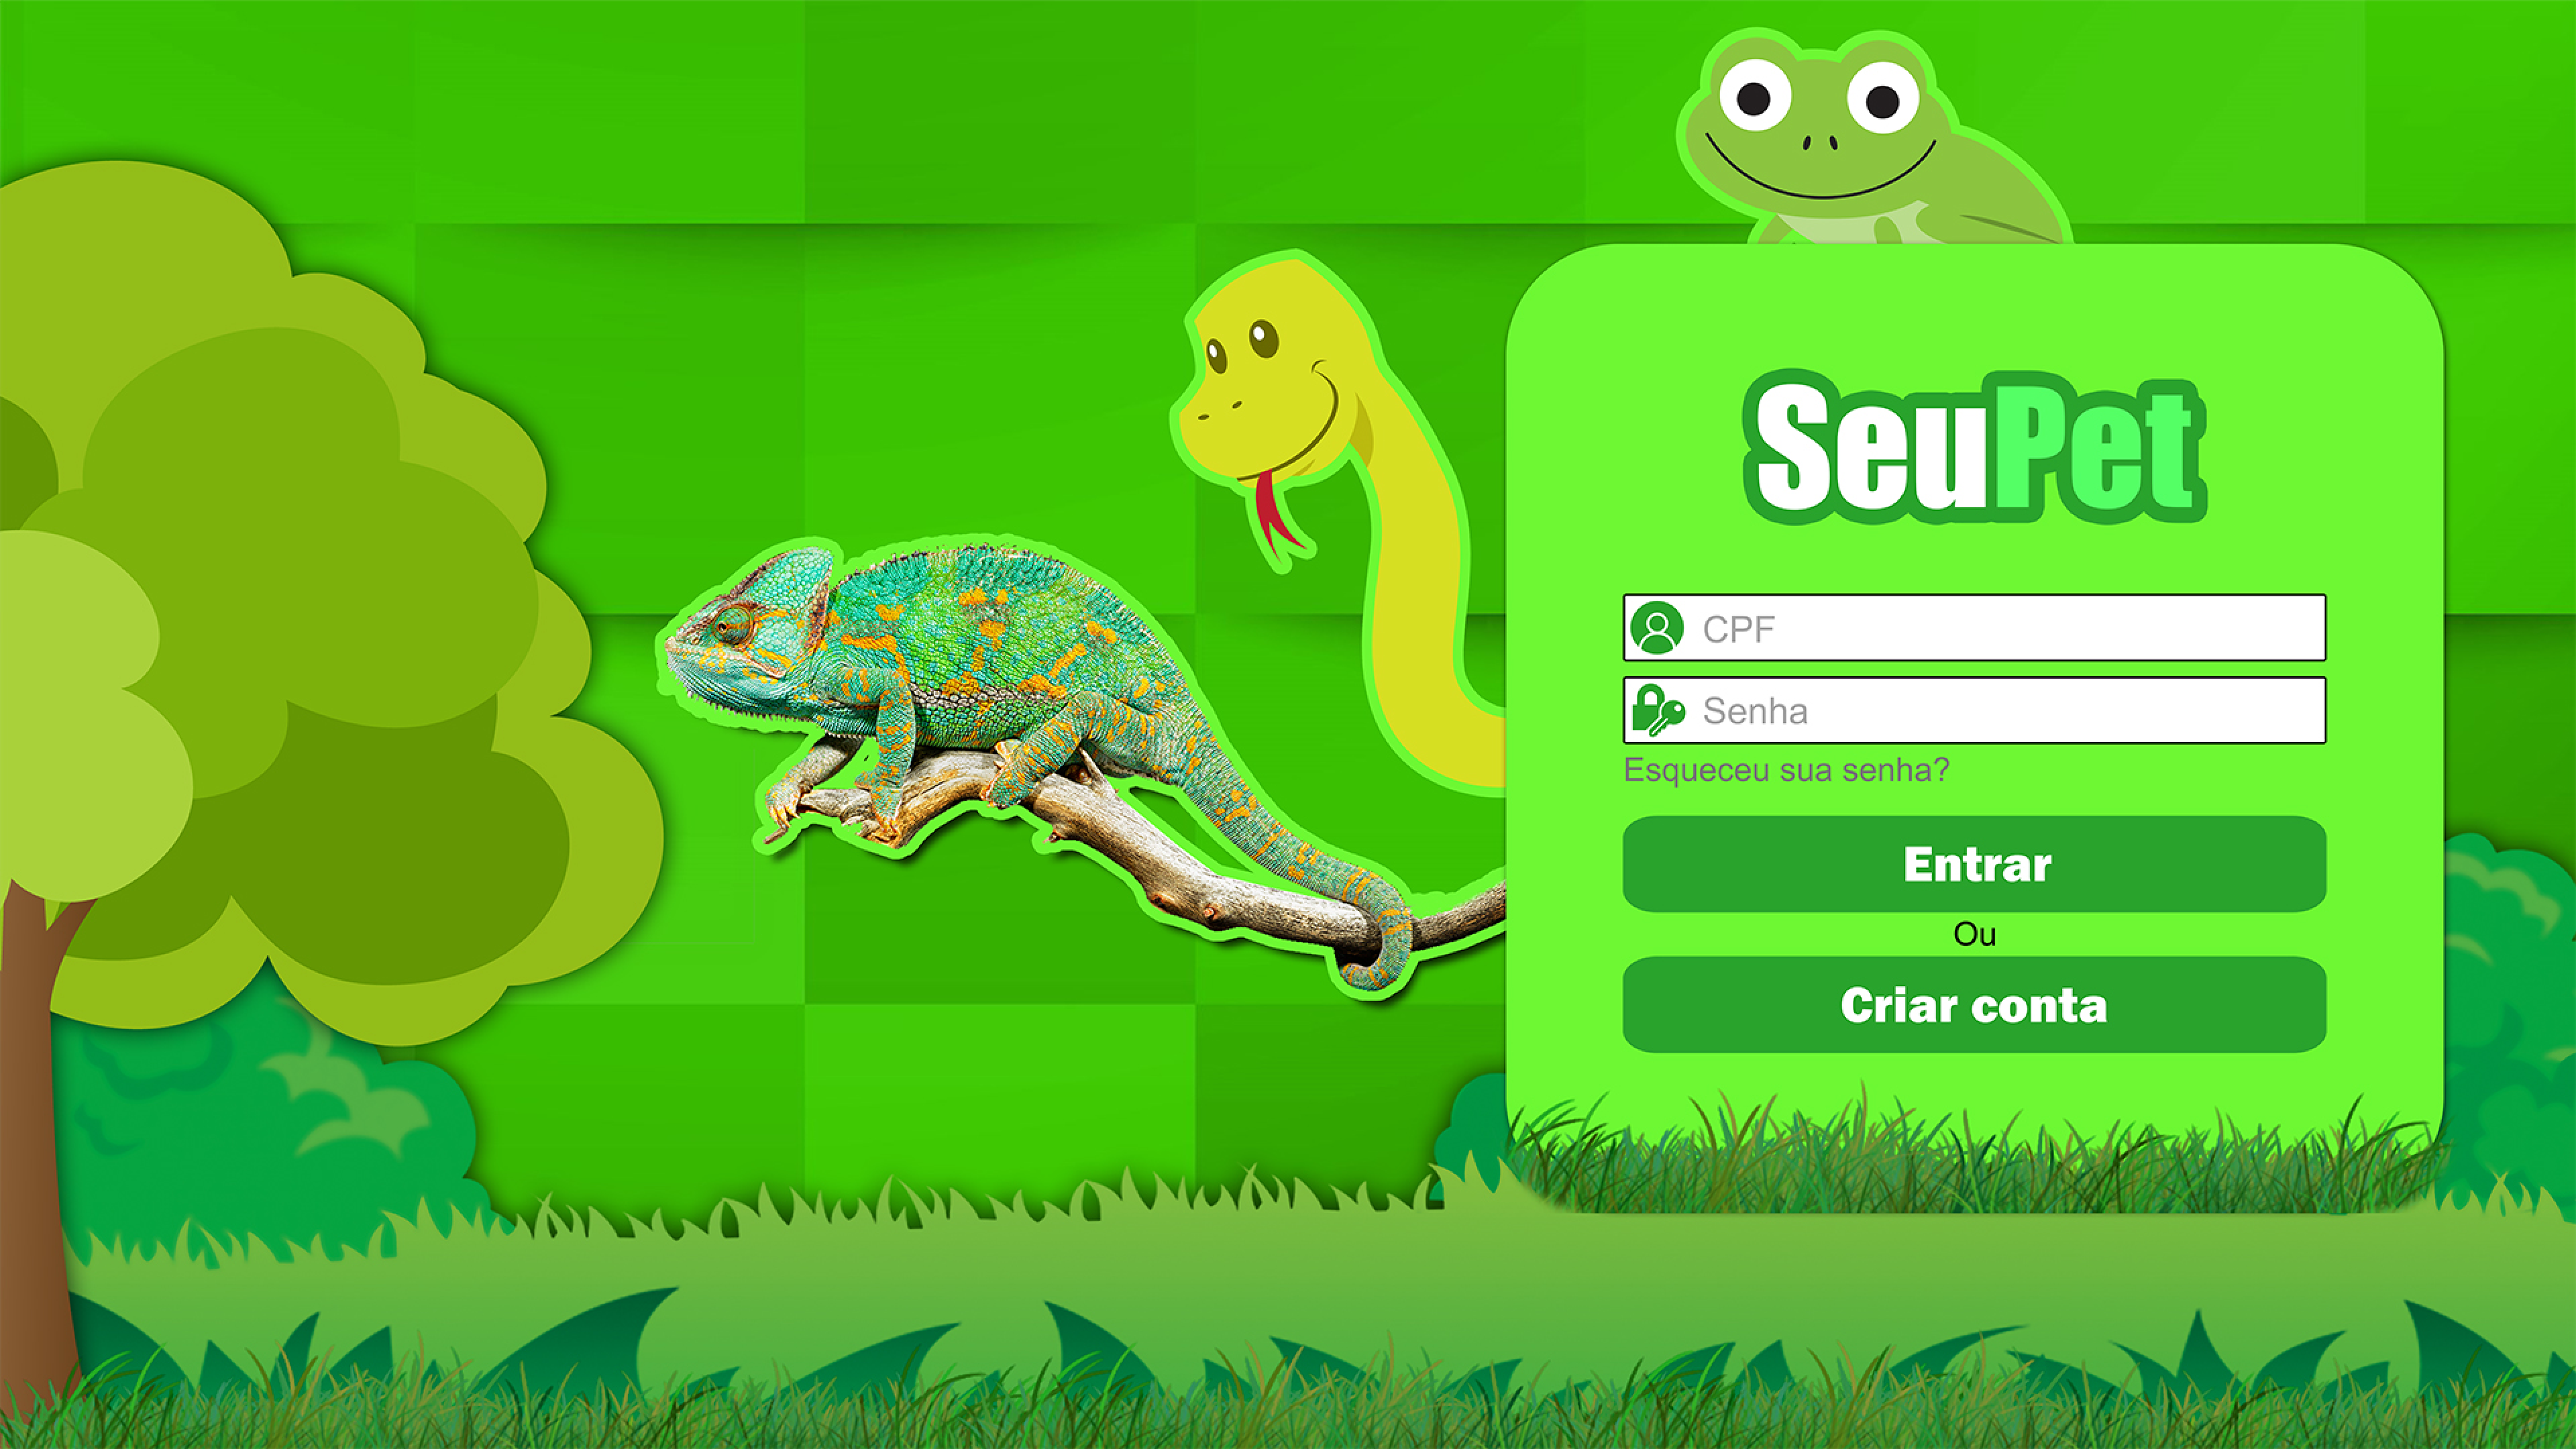 SeuPet
CPF
Senha
Esqueceu sua senha?
Entrar
Ou
Criar conta